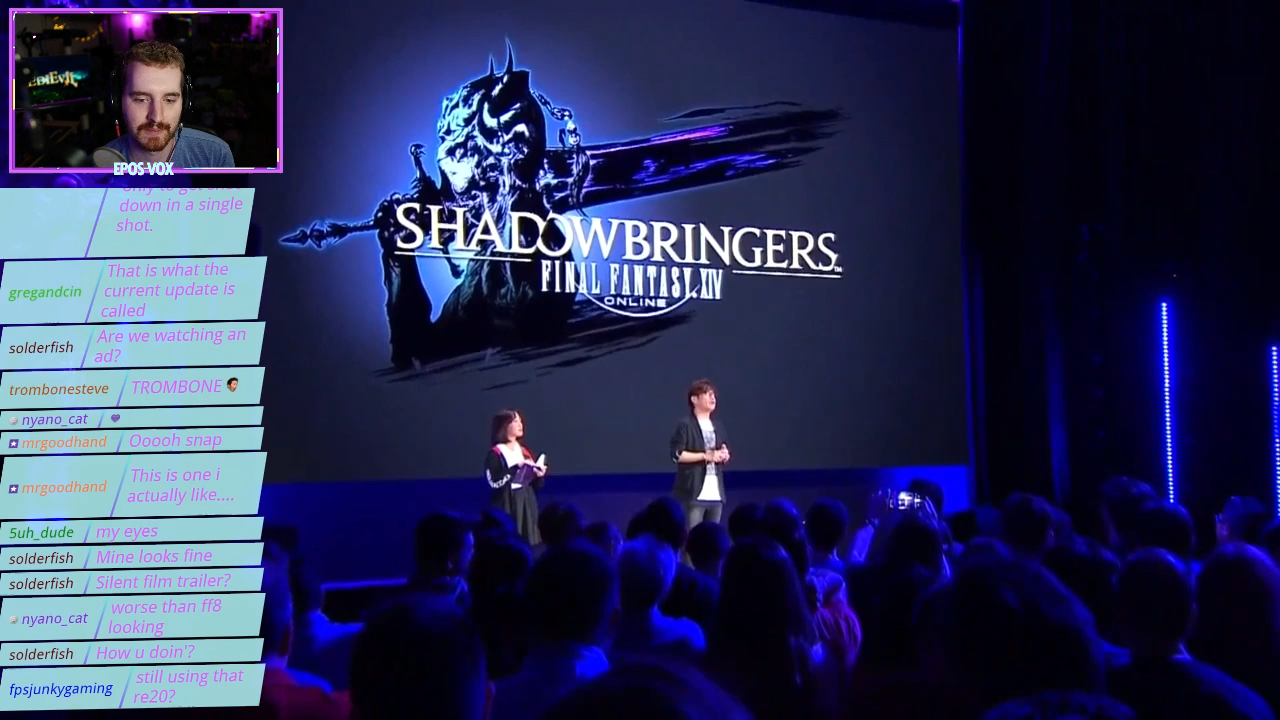 EPOS VOX
down in a single
shot.
gregandcin
That is what the
current update is
called
solderfish
Are we watching an
ad?
trombonesteve
TROMBONE
nyano_cat
mrgoodhand
Ooooh snap
mrgoodhand
This is one i
actually like....
5uh_dude
my eyes
solderfish
Mine looks fine
solderfish
Silent film trailer?
nyano_cat
worse than ff8
looking
solderfish
How u doin'?
fpsjunkygaming
still using that
re20?
SHADOWBRINGERS™
FINAL FANTASY XIV
ONLINE